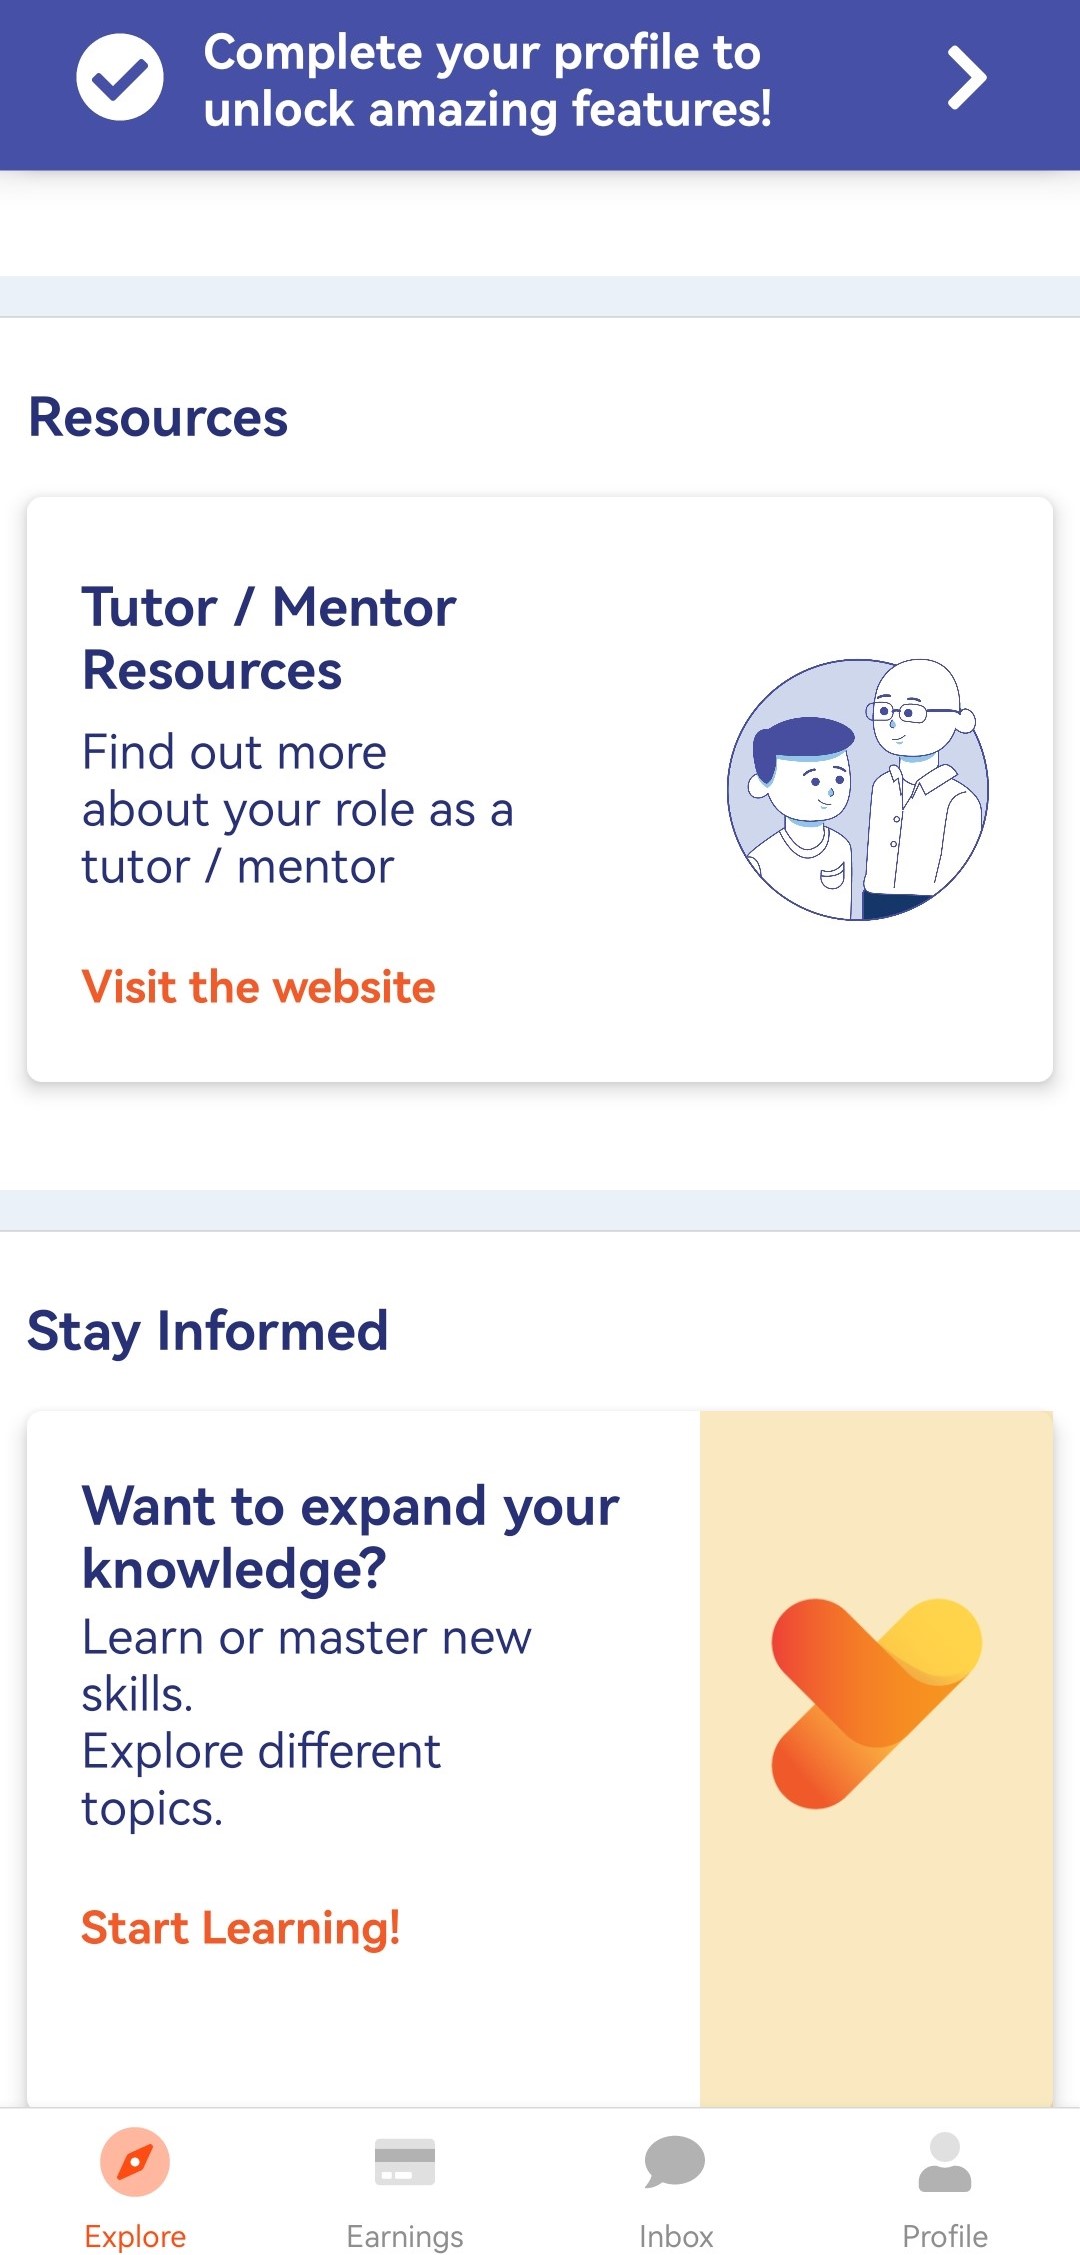 Complete your profile to
unlock amazing features!
Resources
Tutor / Mentor
Resources
Find out more
about your role as a
tutor / mentor
Visit the website
Stay Informed
Want to expand your
knowledge?
Learn or master new
skills.
Explore different
topics.
Start Learning!
Explore
Earnings
Inbox
Profile